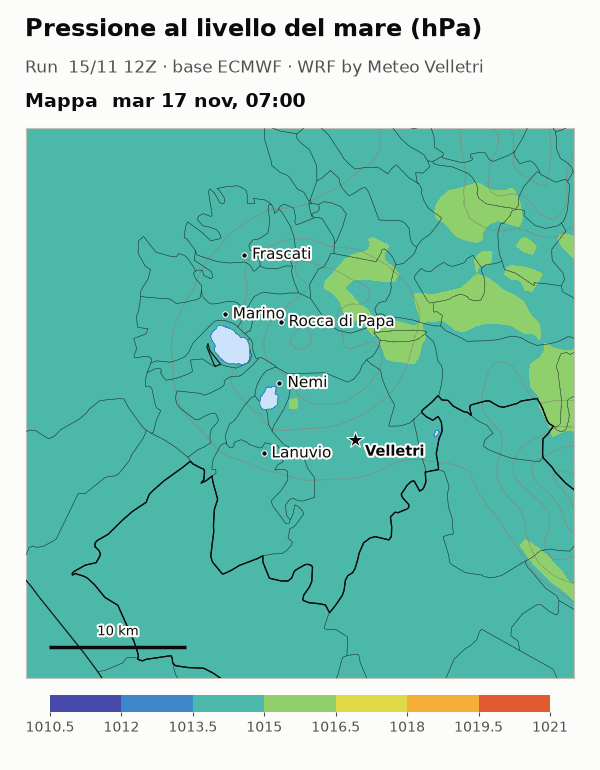 Pressione al livello del mare (hPa)
Run  15/11 12Z · base ECMWF · WRF by Meteo Velletri
Mappa  mar 17 nov, 07:00
Frascati
Marino
Rocca di Papa
Nemi
Velletri
Lanuvio
10 km
1010.5 1012 1013.5 1015 1016.5 1018 1019.5 1021